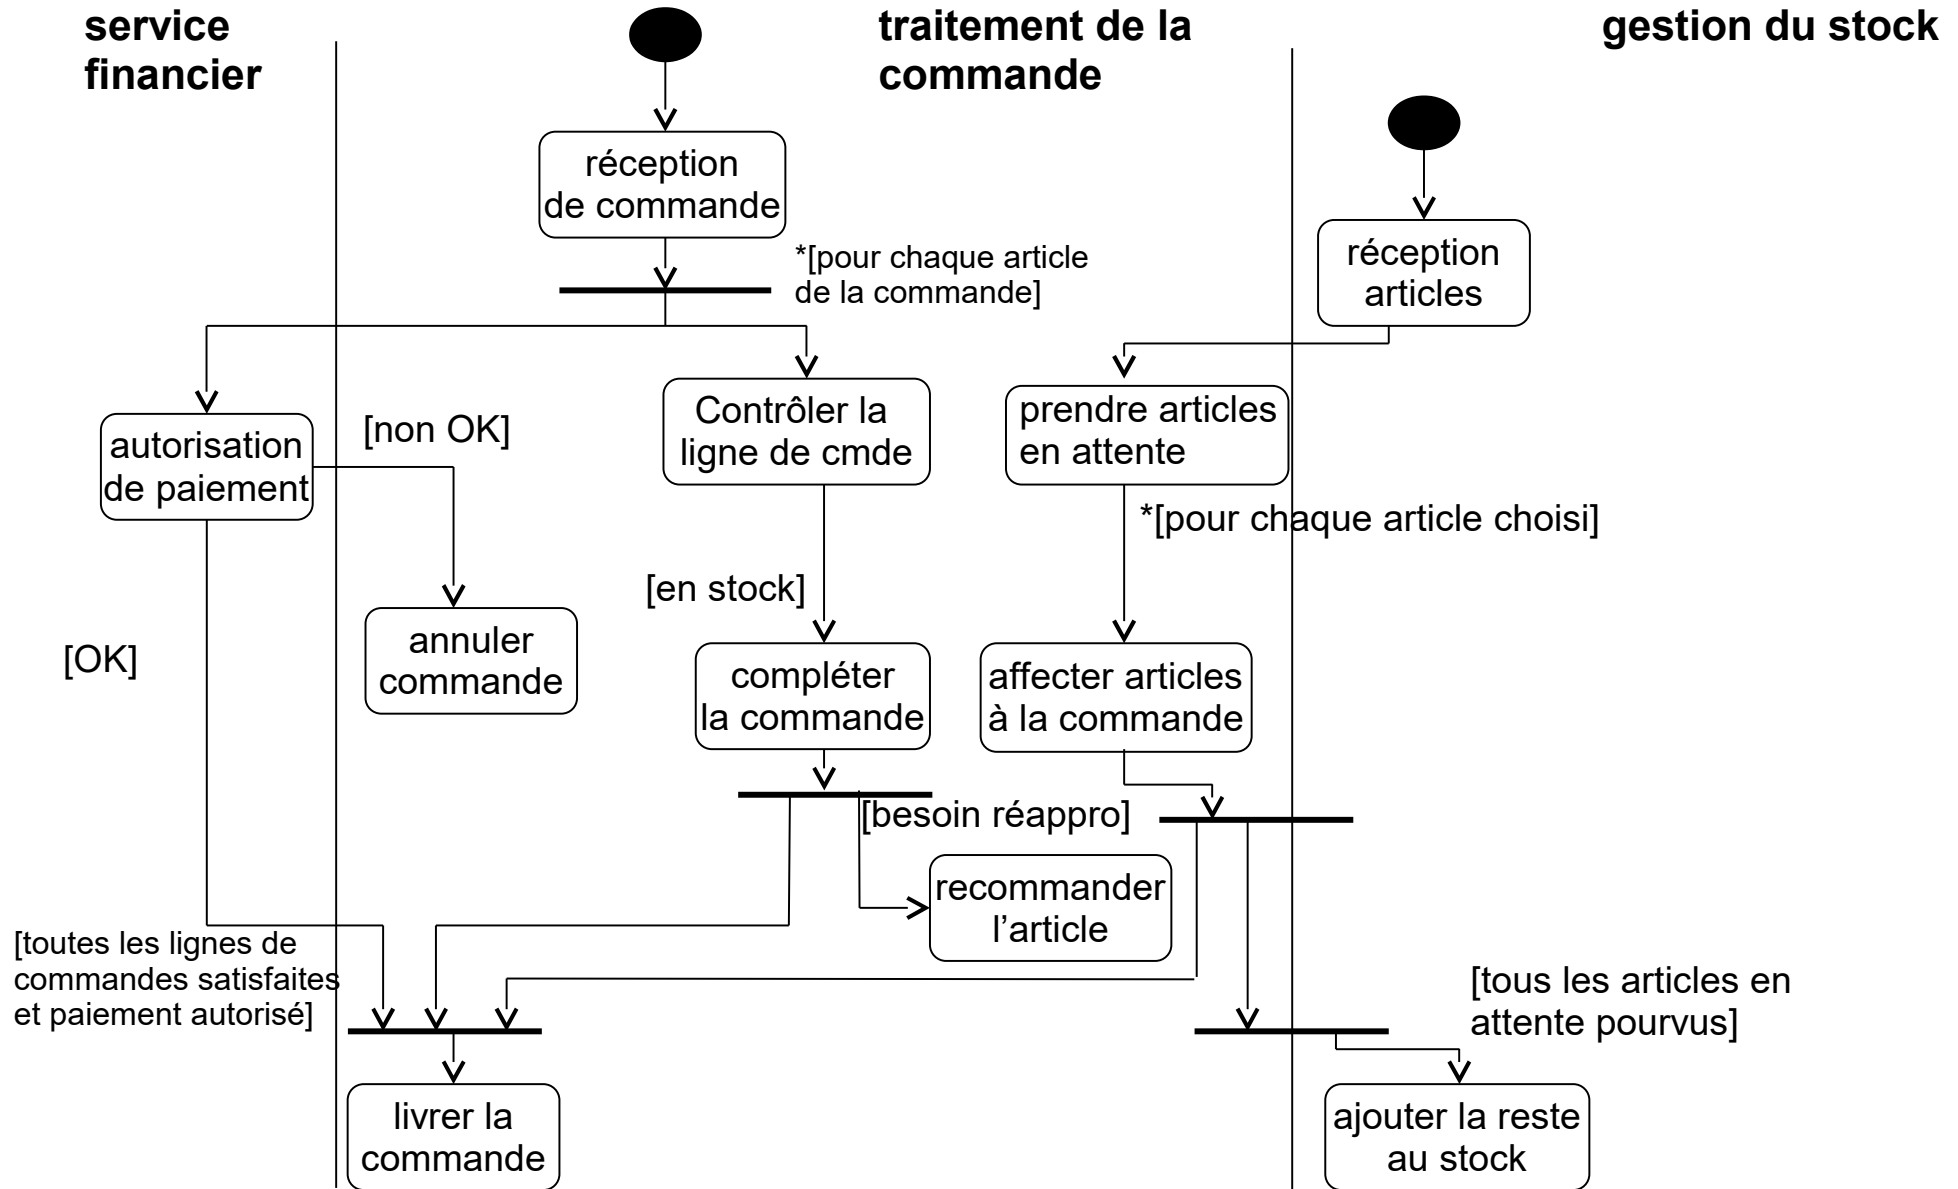 service
financier
traitement de la
commande
gestion du stock
réception
de commande
*[pour chaque article
de la commande]
réception
articles
autorisation
de paiement
[non OK]
Contrôler la
ligne de cmde
prendre articles
en attente
*[pour chaque article choisi]
[en stock]
[OK]
annuler
commande
compléter
la commande
affecter articles
à la commande
[besoin réappro]
recommander
l’article
[toutes les lignes de
commandes satisfaites
et paiement autorisé]
[tous les articles en
attente pourvus]
livrer la
commande
ajouter la reste
au stock